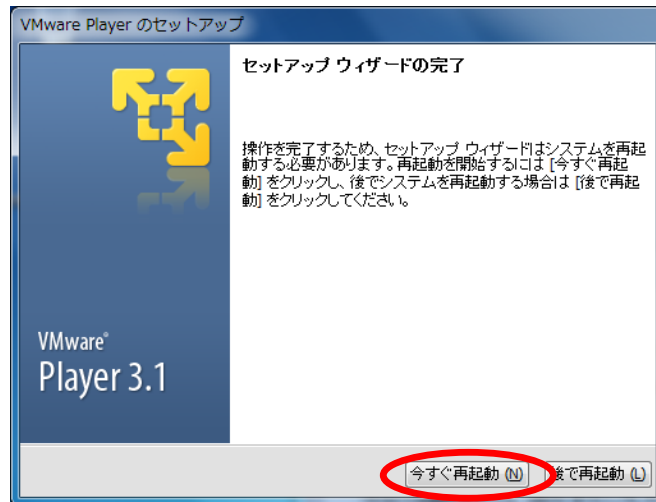 VMware Player のセットアップ
セットアップ ウィザードの完了
操作を完了するため、セットアップ ウィザードはシステムを再起
動する必要があります。再起動を開始するには [今すぐ再起
動] をクリックし、後でシステムを再起動する場合は [後で再起
動] をクリックしてください。
VMware®
Player 3.1
今すぐ再起動 (N)
後で再起動 (L)